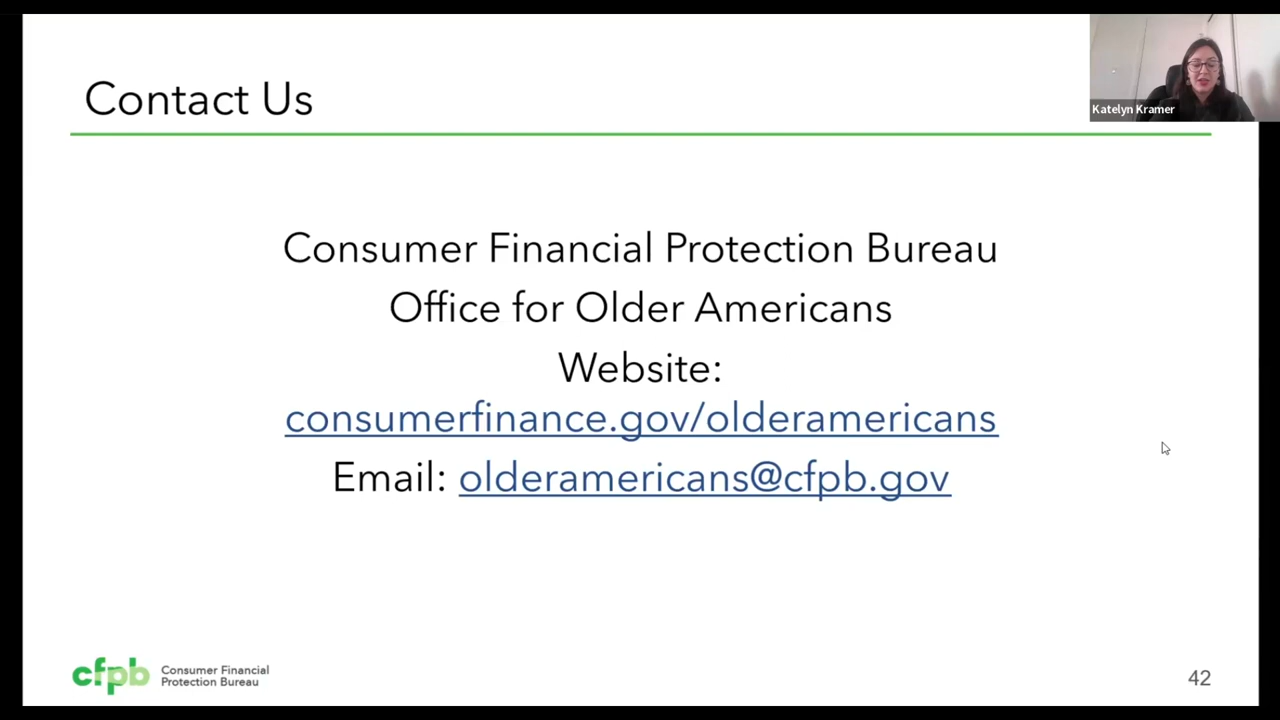 Contact Us
Katelyn Kramer
Consumer Financial Protection Bureau
Office for Older Americans
Website:
consumerfinance.gov/olderamericans
Email: olderamericans@cfpb.gov
cfpb
Consumer Financial
Protection Bureau
42